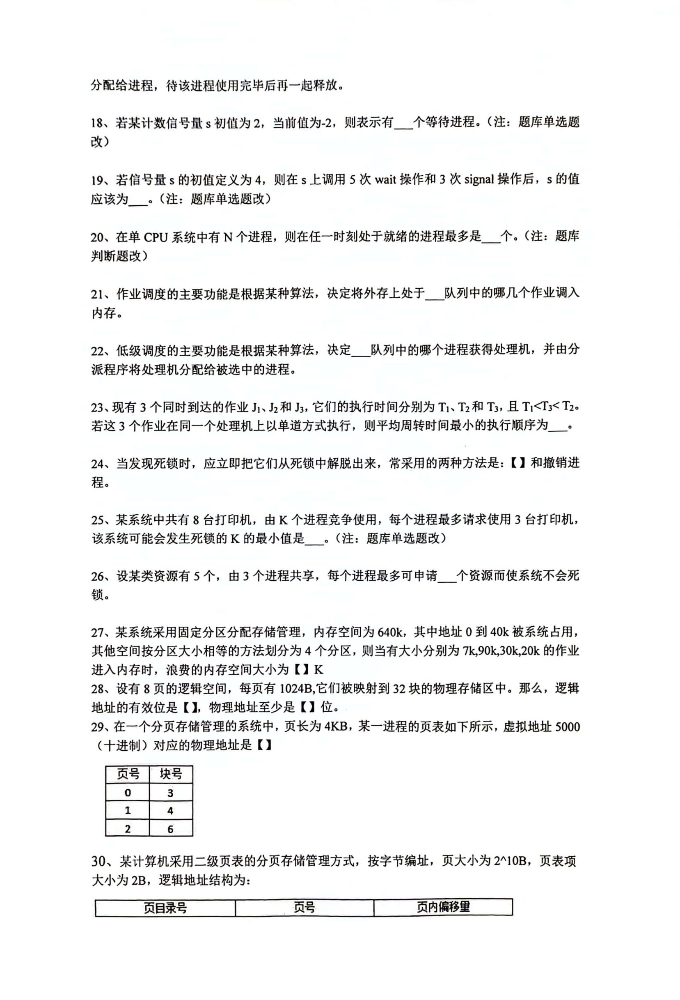 分配给进程，待该进程使用完毕后再一起释放。
18、若某计数信号量 s 初值为 2，当前值为-2，则表示有___个等待进程。（注：题库单选题
改）
19、若信号量 s 的初值定义为 4，则在 s 上调用 5 次 wait 操作和 3 次 signal 操作后，s 的值
应该为___。（注：题库单选题改）
20、在单 CPU 系统中有 N 个进程，则在任一时刻处于就绪的进程最多是___个。（注：题库
判断题改）
21、作业调度的主要功能是根据某种算法，决定将外存上处于___队列中的哪几个作业调入
内存。
22、低级调度的主要功能是根据某种算法，决定___队列中的哪个进程获得处理机，并由分
派程序将处理机分配给被选中的进程。
23、现有 3 个同时到达的作业 J₁、J₂和 J₃，它们的执行时间分别为 T₁、T₂和 T₃，且 T₁<T₃< T₂。
若这 3 个作业在同一个处理机上以单道方式执行，则平均周转时间最小的执行顺序为___。
24、当发现死锁时，应立即把它们从死锁中解脱出来，常采用的两种方法是：【】和撤销进
程。
25、某系统中共有 8 台打印机，由 K 个进程竞争使用，每个进程最多请求使用 3 台打印机，
该系统可能会发生死锁的 K 的最小值是___。（注：题库单选题改）
26、设某类资源有 5 个，由 3 个进程共享，每个进程最多可申请___个资源而使系统不会死
锁。
27、某系统采用固定分区分配存储管理，内存空间为 640k，其中地址 0 到 40k 被系统占用，
其他空间按分区大小相等的方法划分为 4 个分区，则当有大小分别为 7k,90k,30k,20k 的作业
进入内存时，浪费的内存空间大小为【】K
28、设有 8 页的逻辑空间，每页有 1024B,它们被映射到 32 块的物理存储区中。那么，逻辑
地址的有效位是【】，物理地址至少是【】位。
29、在一个分页存储管理的系统中，页长为 4KB，某一进程的页表如下所示，虚拟地址 5000
（十进制）对应的物理地址是【】
页号 块号
0 3
1 4
2 6
30、某计算机采用二级页表的分页存储管理方式，按字节编址，页大小为 2^10B，页表项
大小为 2B，逻辑地址结构为：
页目录号 页号 页内偏移量